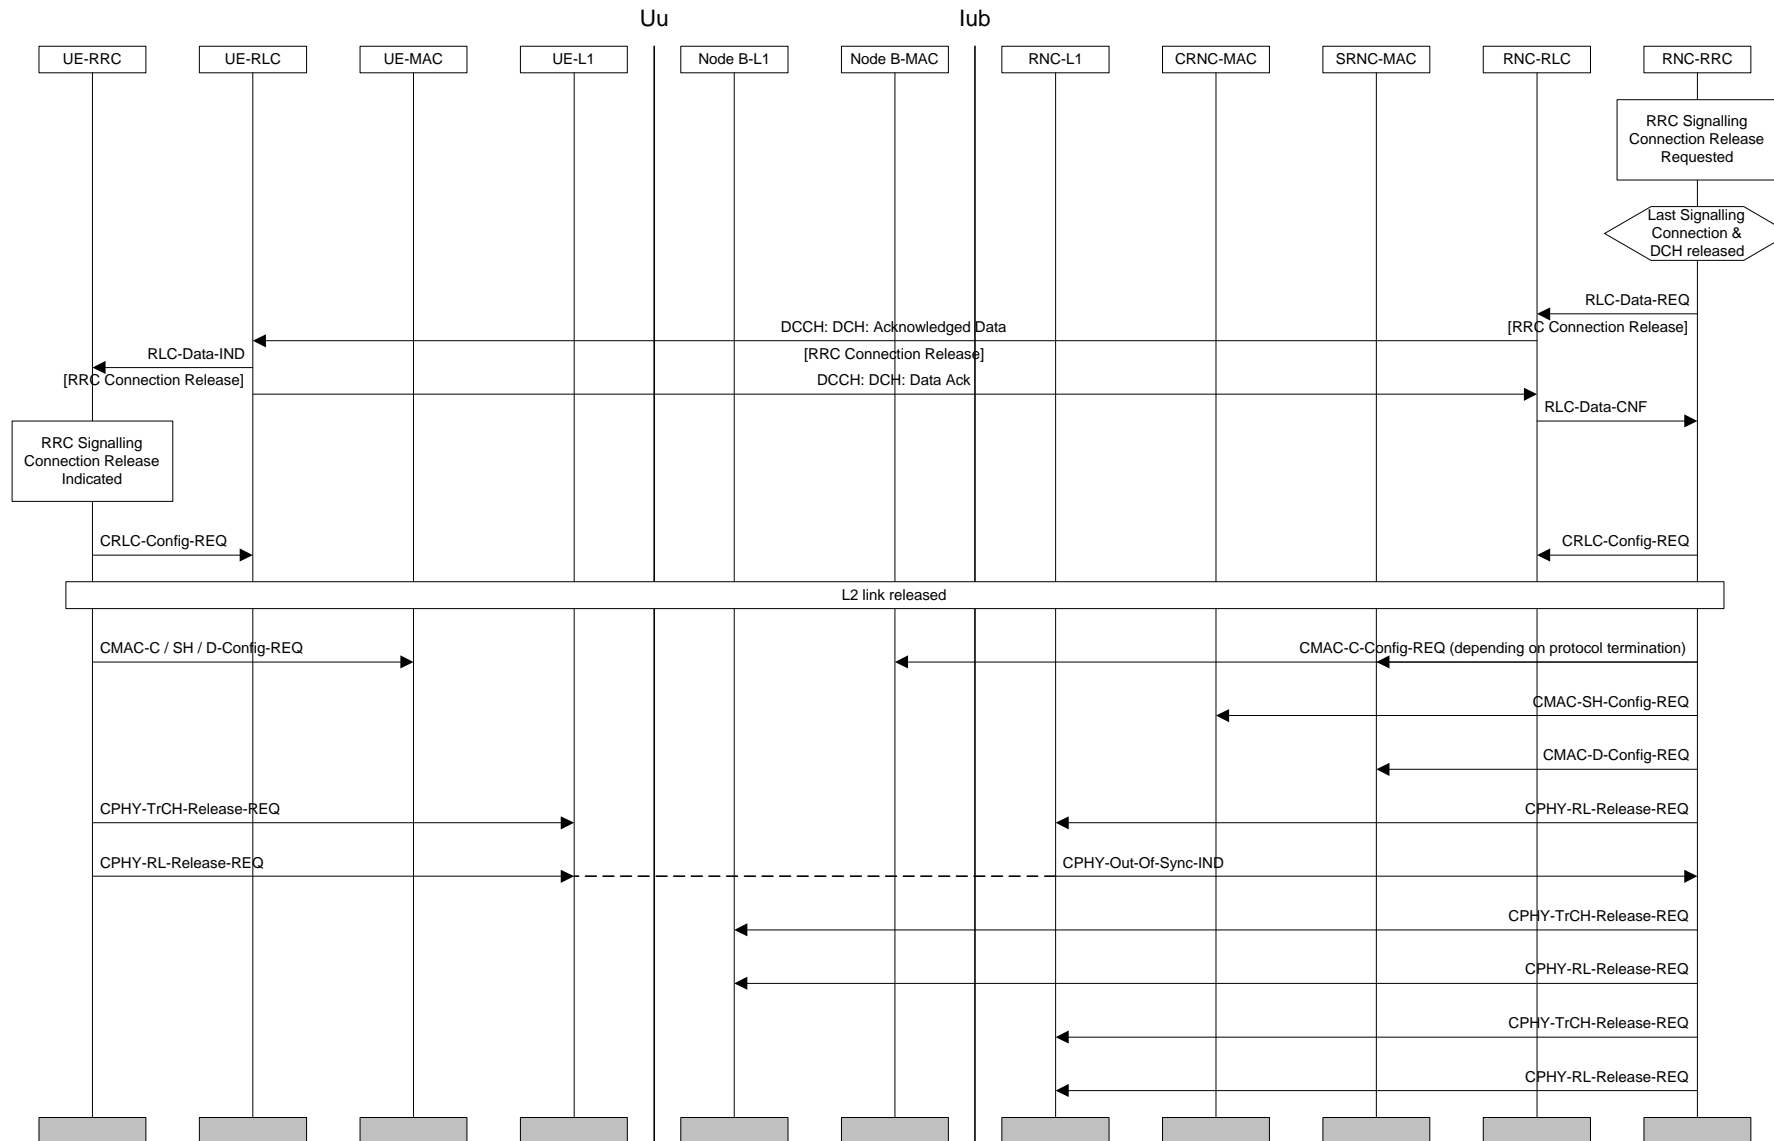 Uu
Iub
UE-RRC
UE-RLC
UE-MAC
UE-L1
Node B-L1
Node B-MAC
RNC-L1
CRNC-MAC
SRNC-MAC
RNC-RLC
RNC-RRC
RRC Signalling
Connection Release
Requested
Last Signalling
Connection &
DCH released
RLC-Data-REQ
[RRC Connection Release]
DCCH: DCH: Acknowledged Data
[RRC Connection Release]
RLC-Data-IND
[RRC Connection Release]
DCCH: DCH: Data Ack
RLC-Data-CNF
RRC Signalling
Connection Release
Indicated
CRLC-Config-REQ
CRLC-Config-REQ
L2 link released
CMAC-C / SH / D-Config-REQ
CMAC-C-Config-REQ (depending on protocol termination)
CMAC-SH-Config-REQ
CMAC-D-Config-REQ
CPHY-TrCH-Release-REQ
CPHY-RL-Release-REQ
CPHY-RL-Release-REQ
CPHY-Out-Of-Sync-IND
CPHY-TrCH-Release-REQ
CPHY-RL-Release-REQ
CPHY-TrCH-Release-REQ
CPHY-RL-Release-REQ